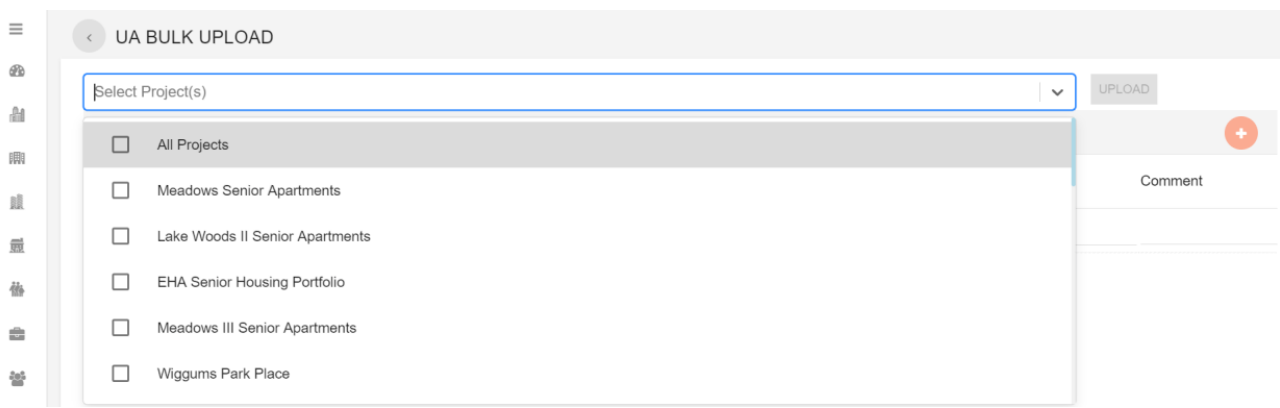 UA BULK UPLOAD
Select Project(s)
UPLOAD
All Projects
Meadows Senior Apartments
Comment
Lake Woods II Senior Apartments
EHA Senior Housing Portfolio
Meadows III Senior Apartments
Wiggums Park Place